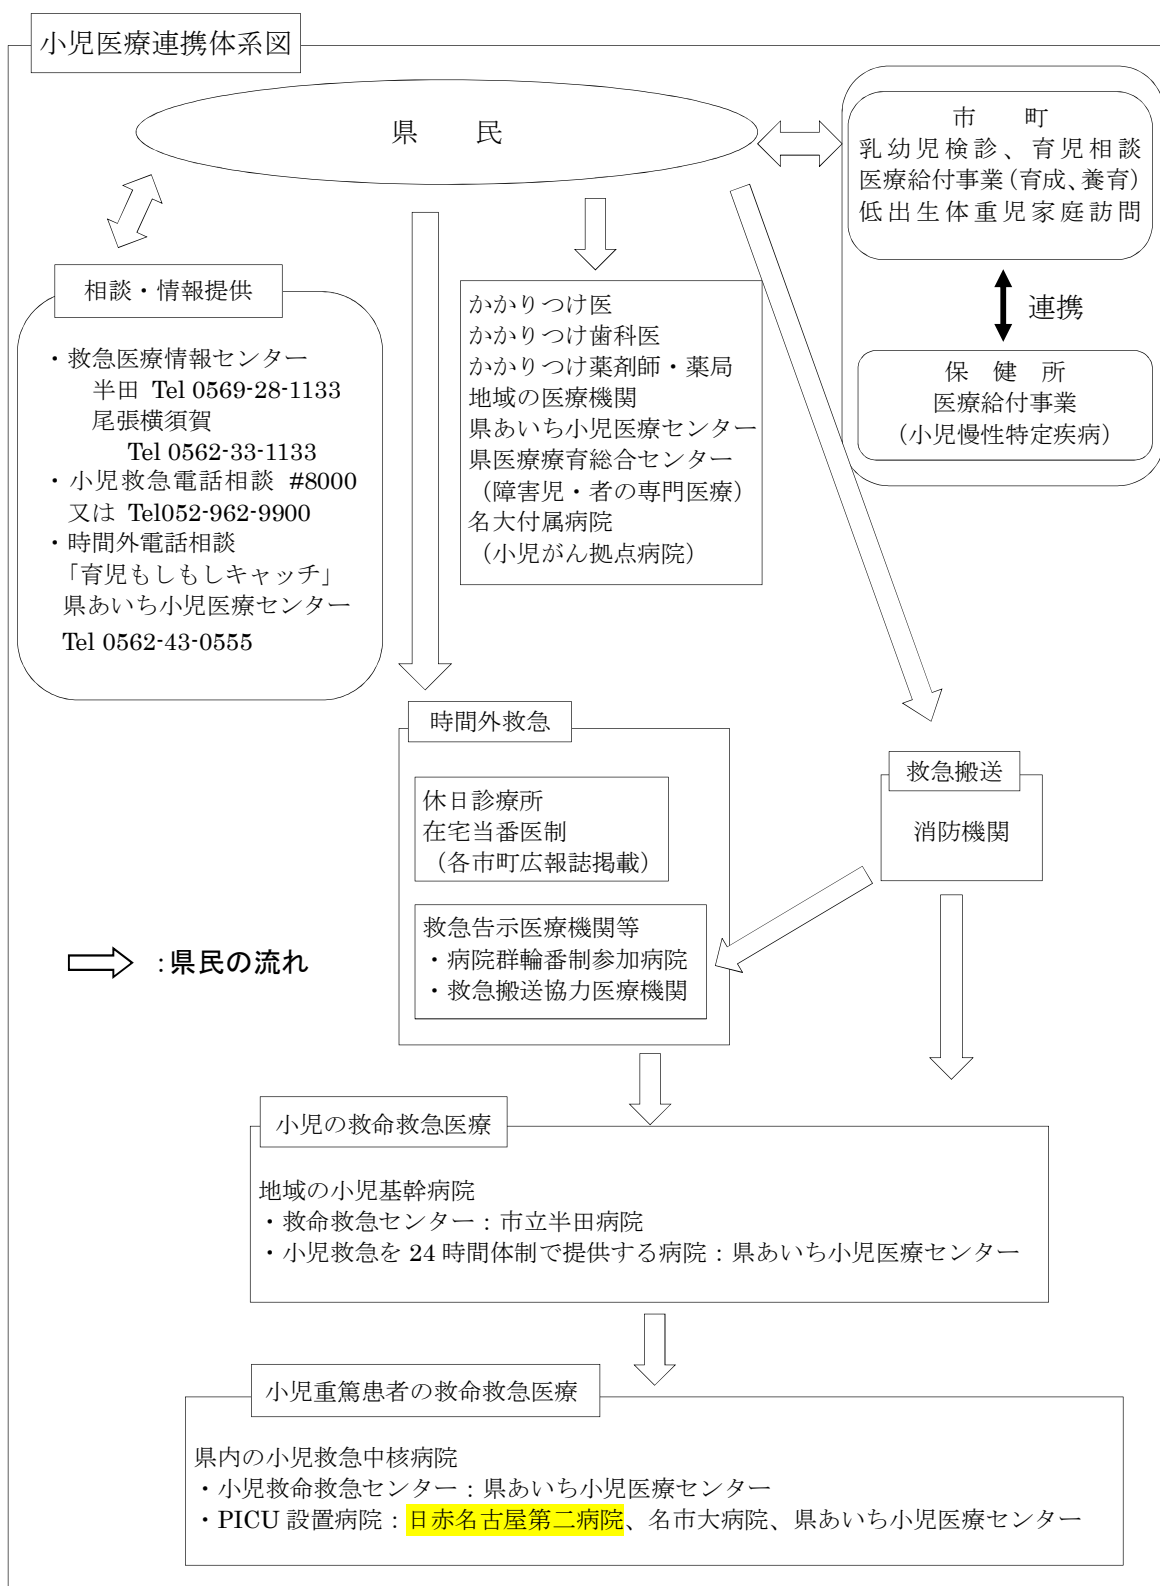 小児医療連携体系図
県　　民
市　　町
乳幼児検診、育児相談
医療給付事業(育成、養育)
低出生体重児家庭訪問
連携
保　健　所
医療給付事業
(小児慢性特定疾病)
相談・情報提供
・救急医療情報センター
半田 Tel 0569-28-1133
尾張横須賀
Tel 0562-33-1133
・小児救急電話相談 #8000
又は Tel052-962-9900
・時間外電話相談
「育児もしもしキャッチ」
県あいち小児医療センター
Tel 0562-43-0555
かかりつけ医
かかりつけ歯科医
かかりつけ薬剤師・薬局
地域の医療機関
県あいち小児医療センター
県医療療育総合センター
（障害児・者の専門医療）
名大付属病院
（小児がん拠点病院）
時間外救急
休日診療所
在宅当番医制
（各市町広報誌掲載）
救急告示医療機関等
・病院群輪番制参加病院
・救急搬送協力医療機関
救急搬送
消防機関
：県民の流れ
小児の救命救急医療
地域の小児基幹病院
・救命救急センター：市立半田病院
・小児救急を 24 時間体制で提供する病院：県あいち小児医療センター
小児重篤患者の救命救急医療
県内の小児救急中核病院
・小児救命救急センター：県あいち小児医療センター
・PICU 設置病院：日赤名古屋第二病院、名市大病院、県あいち小児医療センター